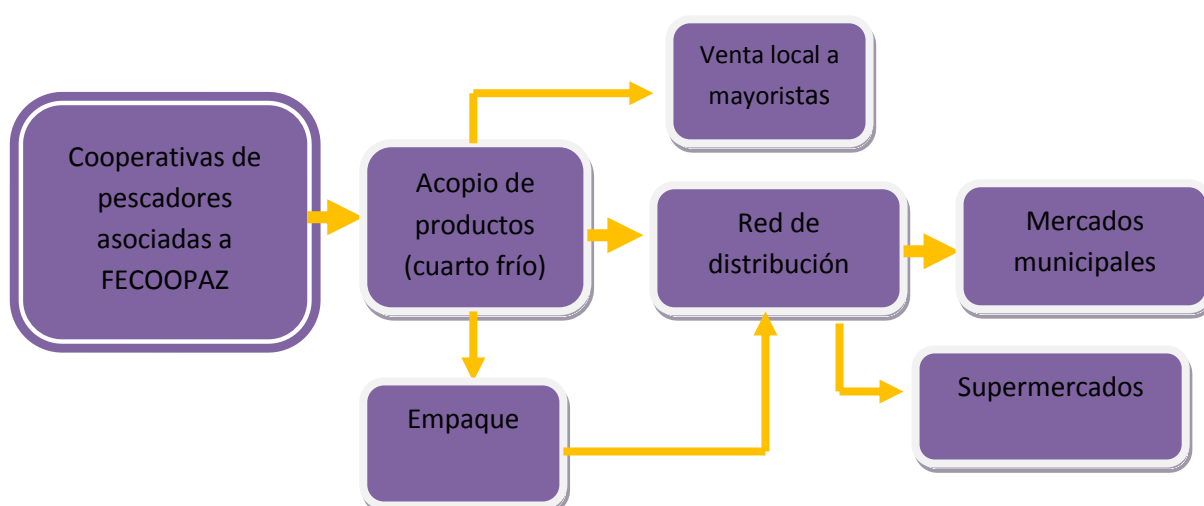 Cooperativas de
pescadores
asociadas a
FECOOPAZ
Acopio de
productos
(cuarto frío)
Venta local a
mayoristas
Red de
distribución
Mercados
municipales
Empaque
Supermercados